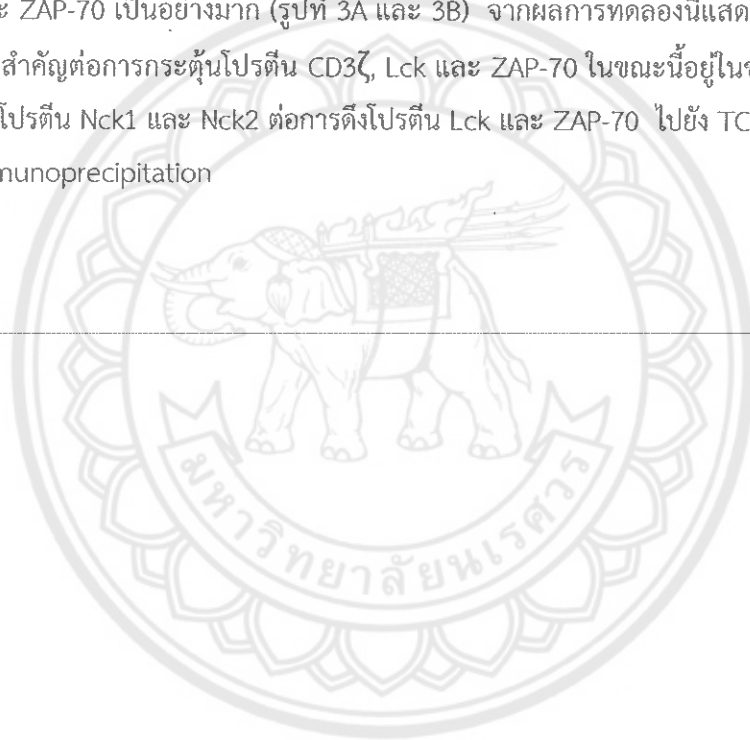 ะ ZAP-70 เป็นอย่างมาก (รูปที่ 3A และ 3B) จากผลการทดลองนี้แสด
สำคัญต่อการกระตุ้นโปรตีน CD3ζ, Lck และ ZAP-70 ในขณะนี้อยู่ในข
โปรตีน Nck1 และ Nck2 ต่อการดึงโปรตีน Lck และ ZAP-70 ไปยัง TC
munoprecipitation
มหาวิทยาลัยนเรศวร